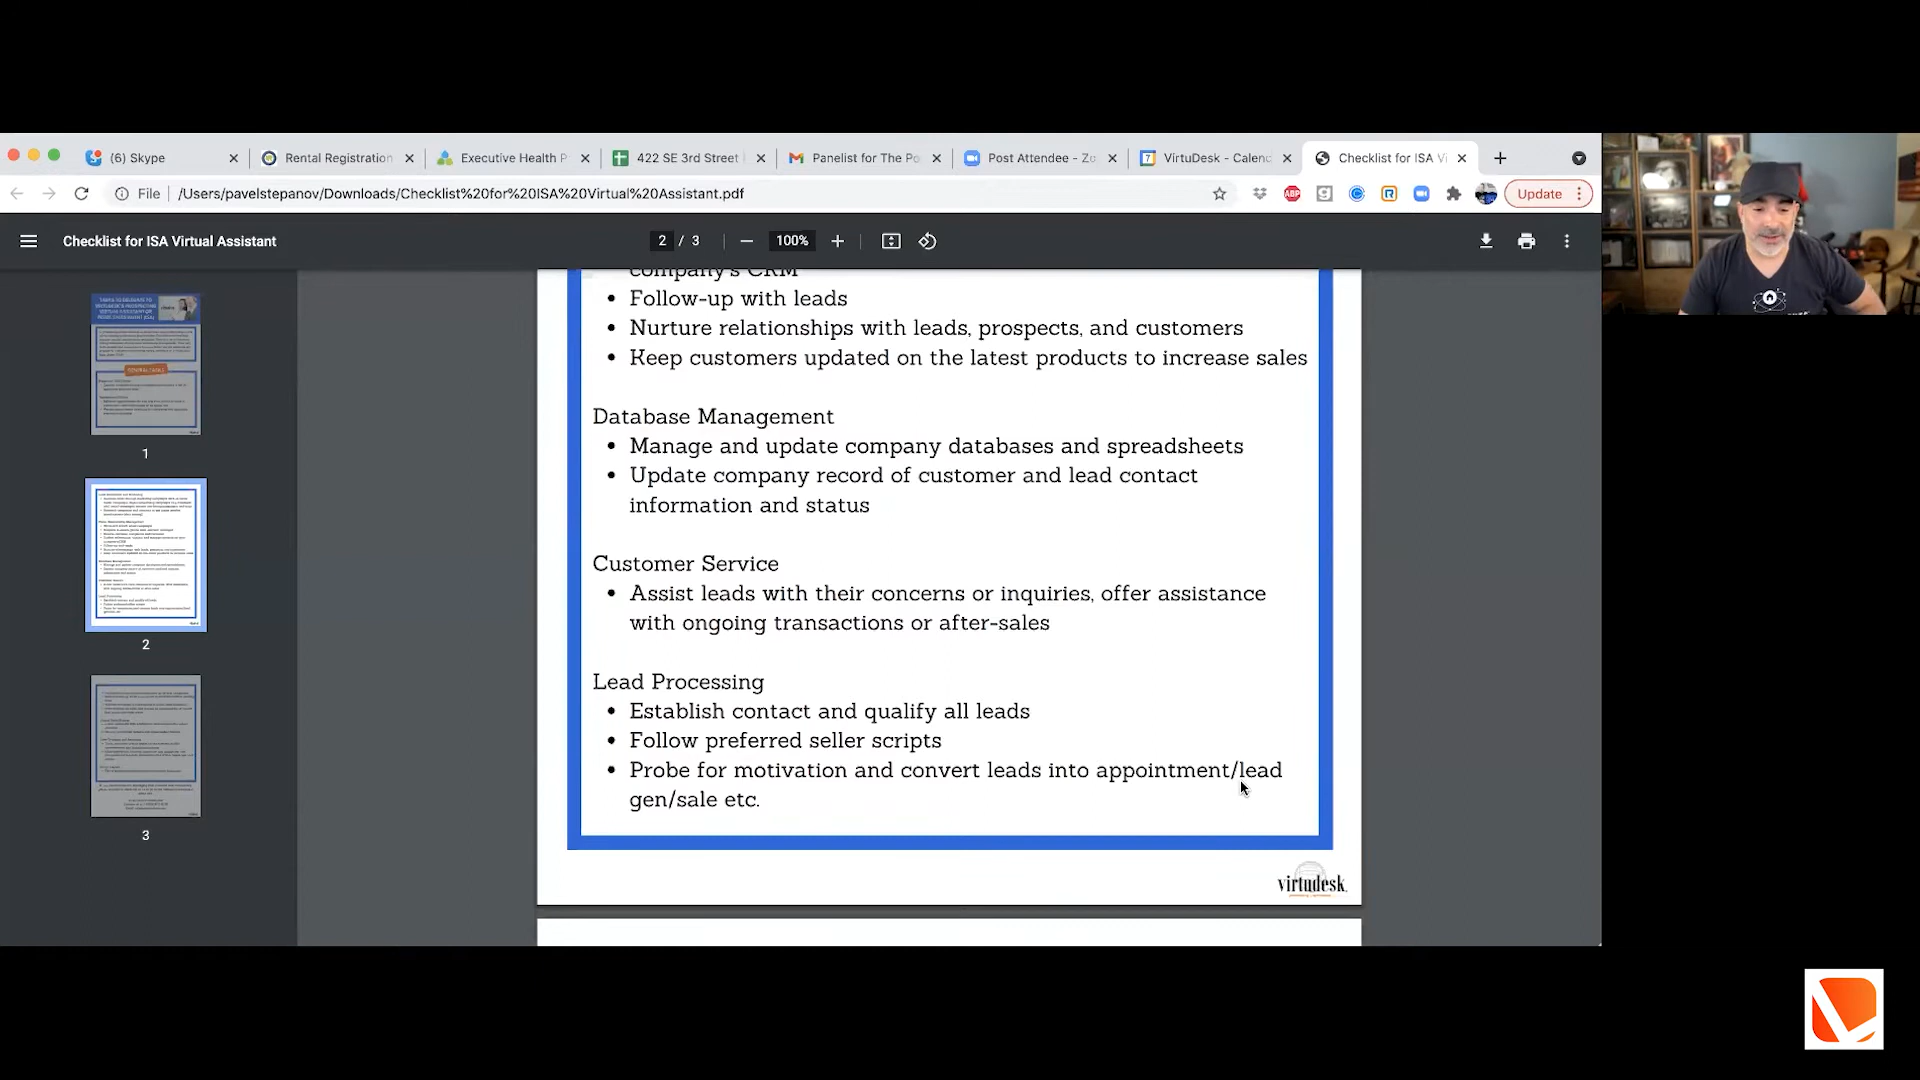 (6) Skype
Rental Registration
Executive Health P
422 SE 3rd Street
Panelist for The Po
Post Attendee - Zo
VirtuDesk - Calend
Checklist for ISA Vi
File
/Users/pavelstepanov/Downloads/Checklist%20for%20ISA%20Virtual%20Assistant.pdf
ABP
Update
Checklist for ISA Virtual Assistant
2 / 3
100%
company's CRM
• Follow-up with leads
• Nurture relationships with leads, prospects, and customers
• Keep customers updated on the latest products to increase sales
Database Management
• Manage and update company databases and spreadsheets
• Update company record of customer and lead contact
information and status
Customer Service
• Assist leads with their concerns or inquiries, offer assistance
with ongoing transactions or after-sales
Lead Processing
• Establish contact and qualify all leads
• Follow preferred seller scripts
• Probe for motivation and convert leads into appointment/lead
gen/sale etc.
virtudesk
1
2
3